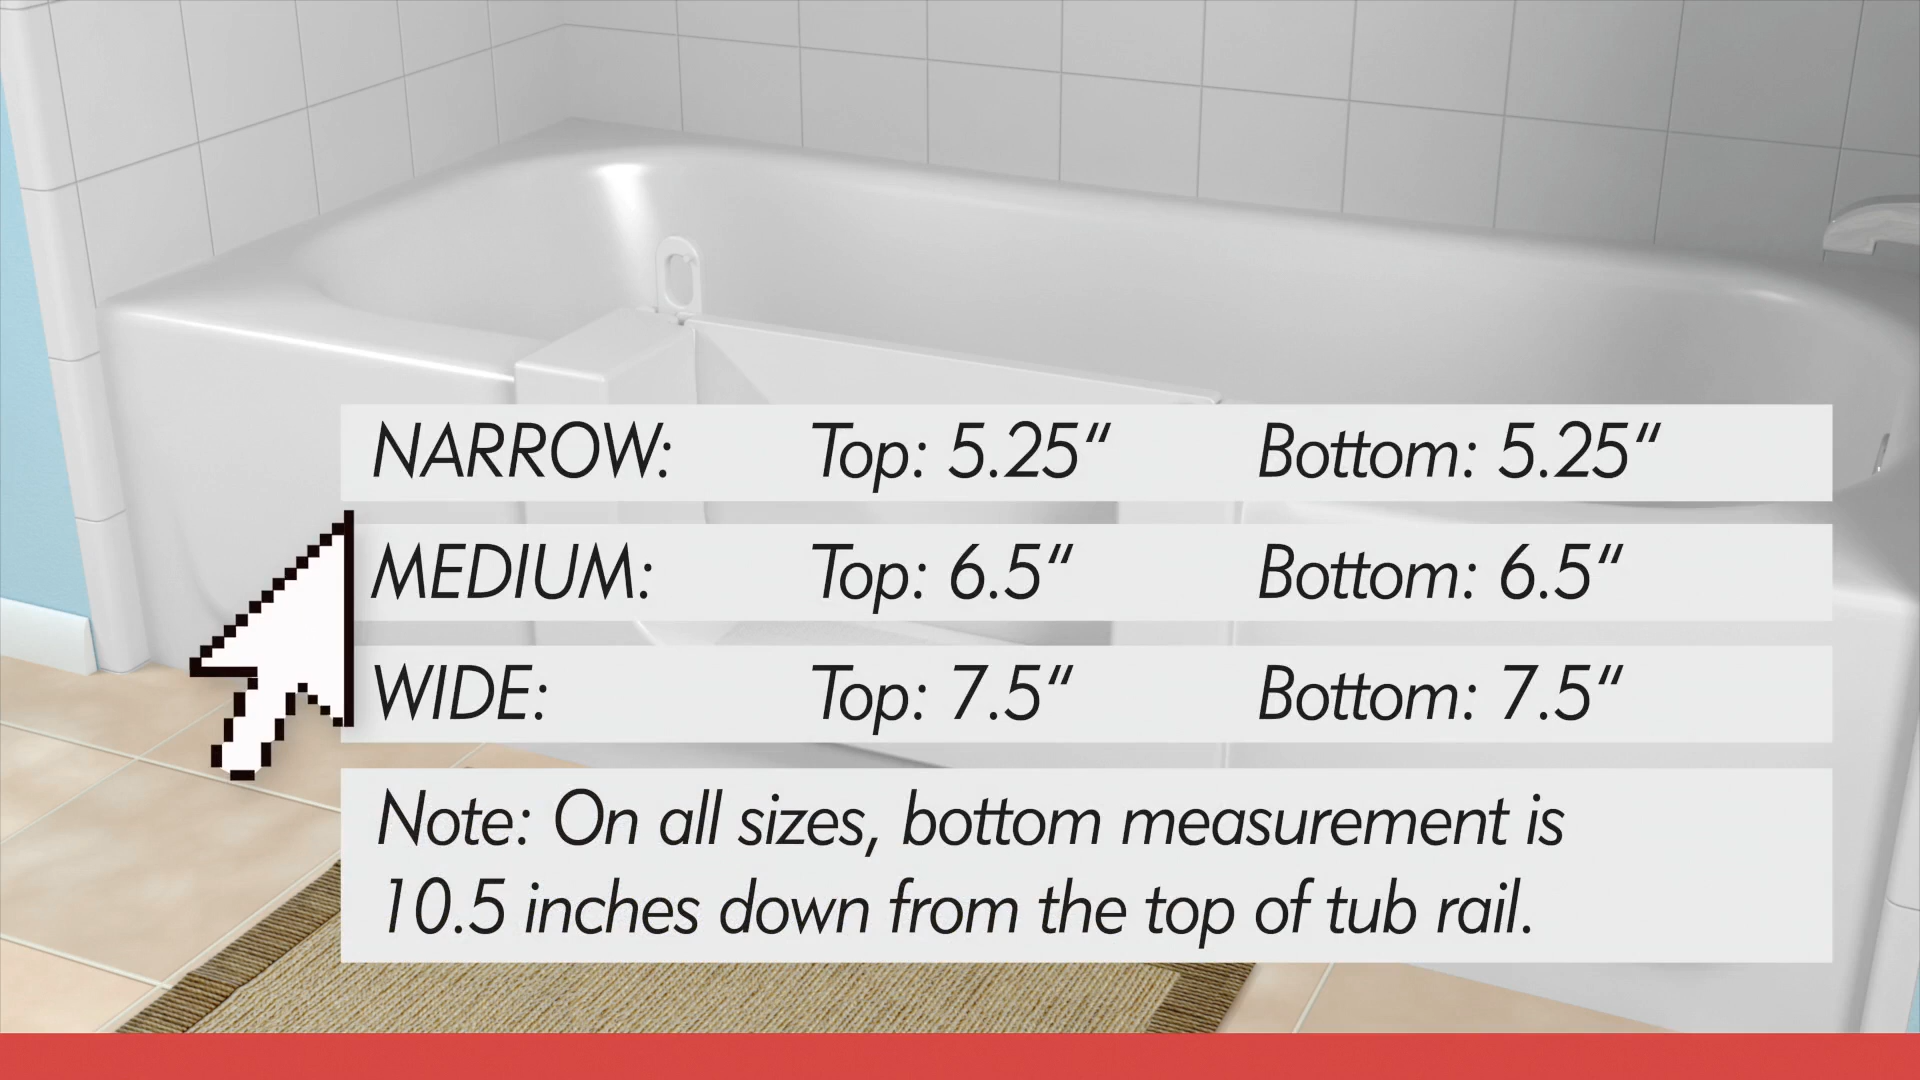 NARROW: Top: 5.25“ Bottom: 5.25“
MEDIUM: Top: 6.5“ Bottom: 6.5“
WIDE: Top: 7.5“ Bottom: 7.5“
Note: On all sizes, bottom measurement is
10.5 inches down from the top of tub rail.